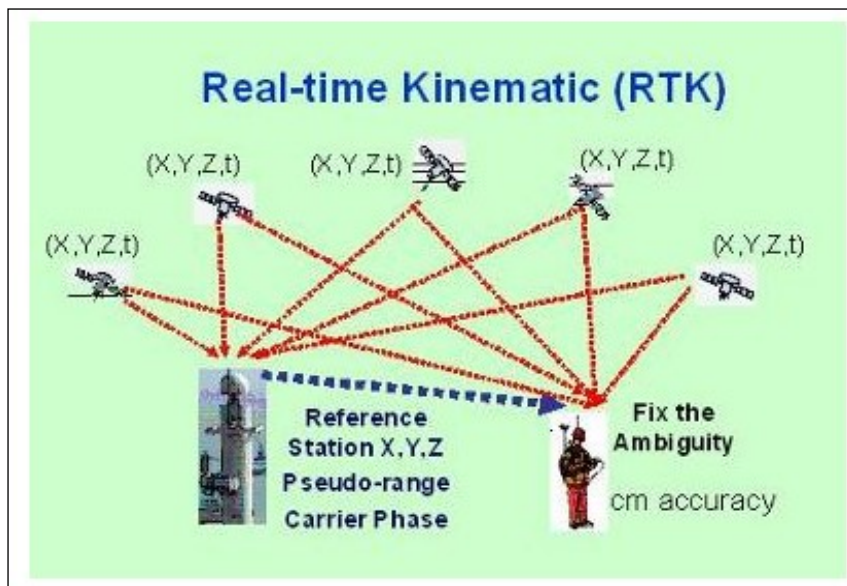 Real-time Kinematic (RTK)
(X,Y,Z,t)
(X,Y,Z,t)
(X,Y,Z,t)
(X,Y,Z,t)
(X,Y,Z,t)
Reference
Station X,Y,Z
Pseudo-range
Carrier Phase
Fix the
Ambiguity
cm accuracy